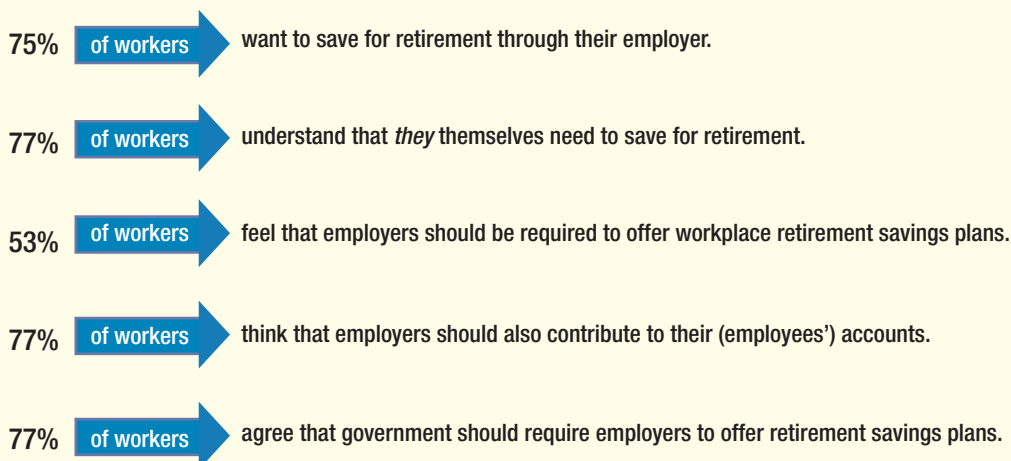 75% of workers want to save for retirement through their employer.
77% of workers understand that they themselves need to save for retirement.
53% of workers feel that employers should be required to offer workplace retirement savings plans.
77% of workers think that employers should also contribute to their (employees’) accounts.
77% of workers agree that government should require employers to offer retirement savings plans.